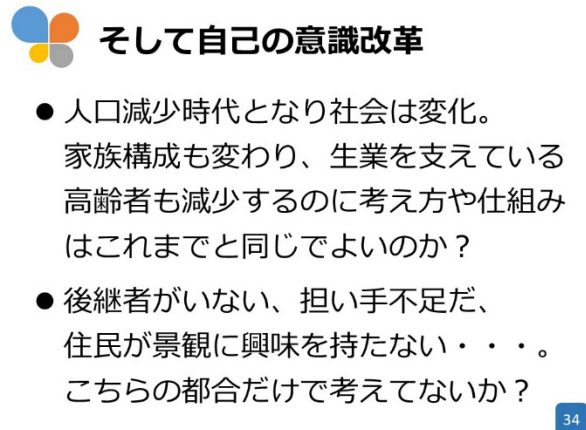 そして自己の意識改革
● 人口減少時代となり社会は変化。
家族構成も変わり、生業を支えている
高齢者も減少するのに考え方や仕組み
はこれまでと同じでよいのか？
● 後継者がいない、担い手不足だ、
住民が景観に興味を持たない・・・。
こちらの都合だけで考えてないか？
34